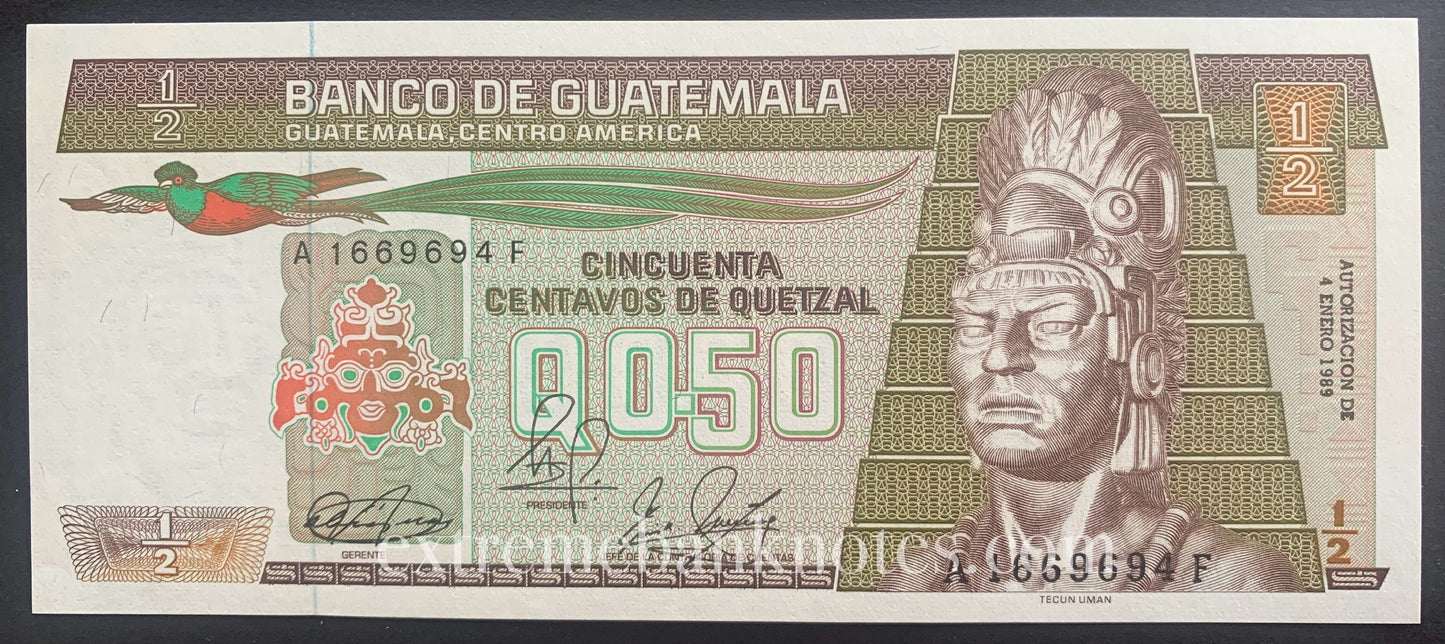 1/2
BANCO DE GUATEMALA
GUATEMALA, CENTRO AMERICA
1/2
A 1669694 F
CINCUENTA
CENTAVOS DE QUETZAL
Q0.50
AUTORIZACION DE
4 ENERO 1989
PRESIDENTE
GERENTE
1/2
1/2
extremebanknotes.com
A 1669694 F
TECUN UMAN